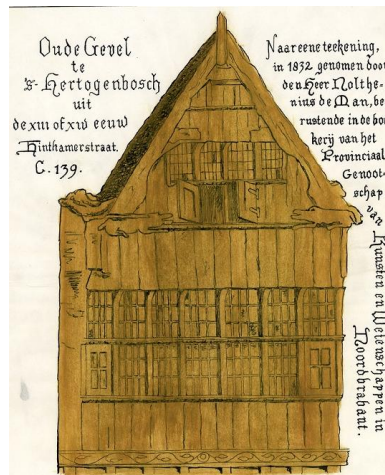 Oude Gevel
te
's-Hertogenbosch
uit
de XIII of XIV eeuw
Hinthamerstraat.
C. 139.
Naar eene teekening,
in 1832 genomen door
den Heer Nolthe-
nius de Man, be-
rustende in de boe
kerij van het
Provinciaal
Genoot-
schap
van
Kunsten en Wetenschappen in
Noordbrabant.